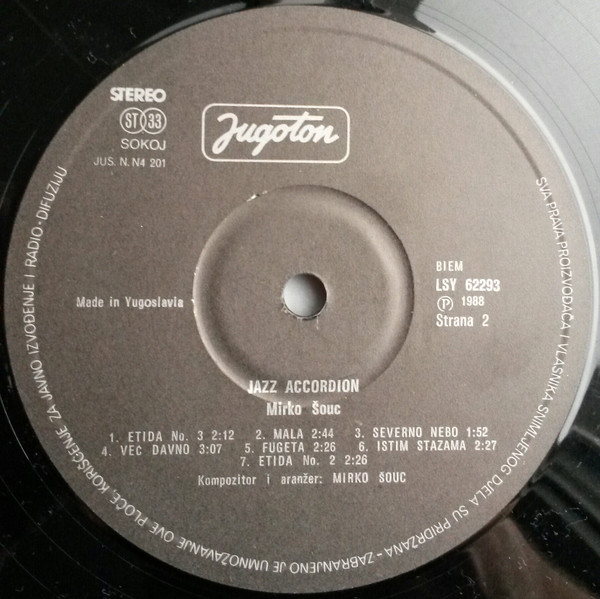 STEREO
ST 33
SOKOJ
JUS. N. N4 201
Jugoton
Made in Yugoslavia
BIEM
LSY 62293
Ⓟ 1988
Strana 2
JAZZ ACCORDION
Mirko Šouc
1. ETIDA No. 3 2:12 2. MALA 2:44 3. SEVERNO NEBO 1:52
4. VEC DAVNO 3:07 5. FUGETA 2:26 6. ISTIM STAZAMA 2:27
7. ETIDA No. 2 2:26
Kompozitor i aranžer: MIRKO ŠOUC
SVA PRAVA PROIZVOĐAČA I VLASNIKA SNIMLJENOG DJELA SU PRIDRŽANA - ZABRANJENO JE UMNOŽAVANJE OVE PLOČE, KORIŠĆENJE ZA JAVNO IZVOĐENJE I RADIO-DIFUZIJU